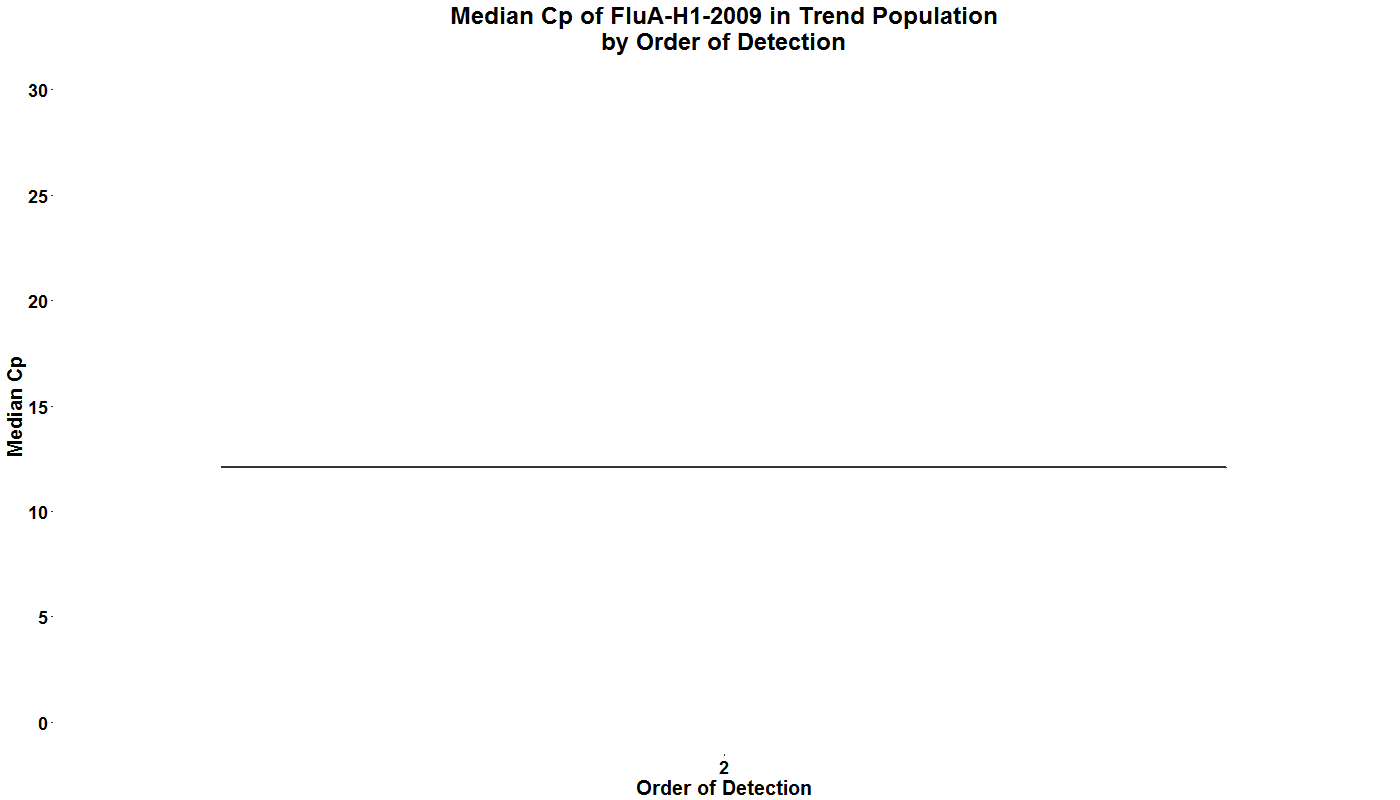 Median Cp of FluA-H1-2009 in Trend Population
by Order of Detection
30
25
20
15
10
5
0
Median Cp
2
Order of Detection